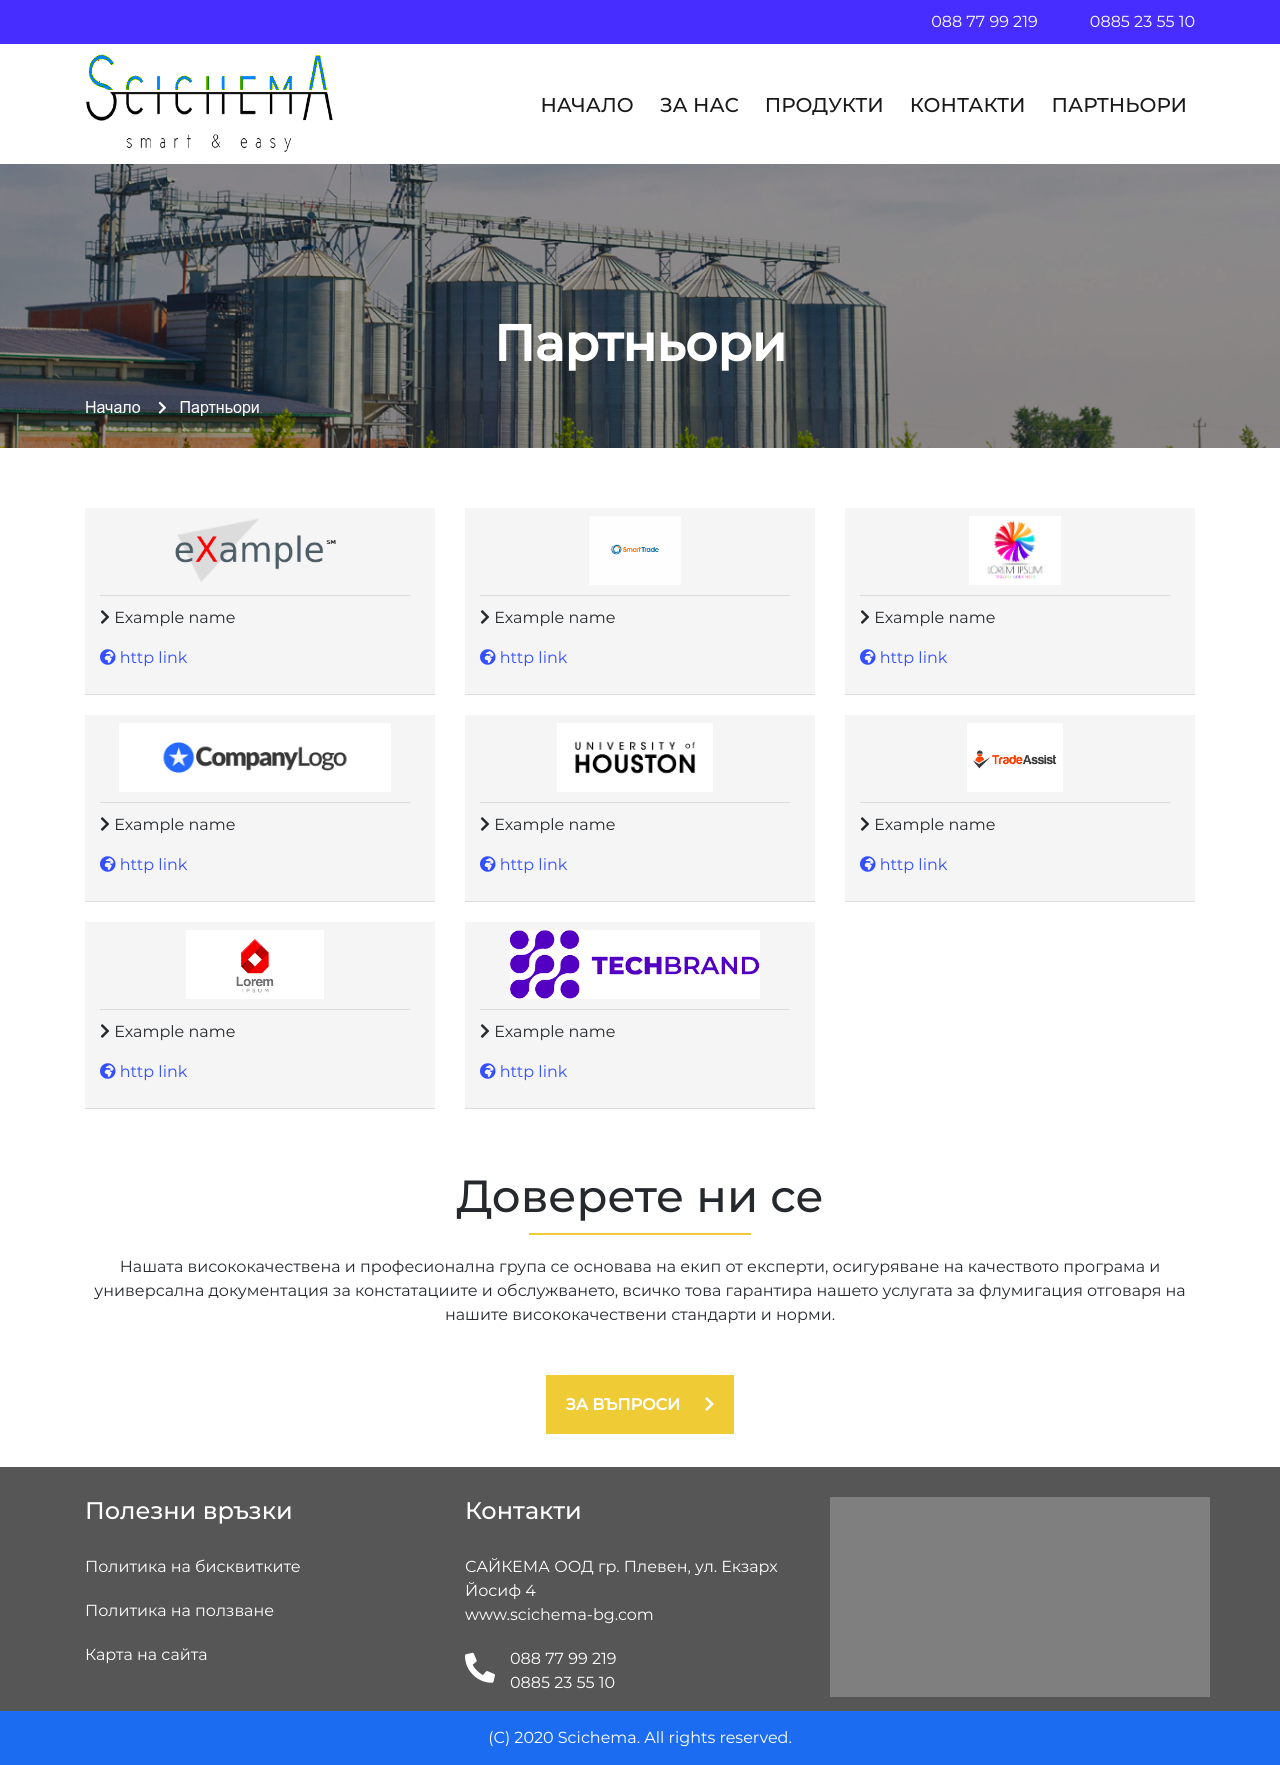 088 77 99 219 0885 23 55 10
SCICHEMA
smart & easy
НАЧАЛО ЗА НАС ПРОДУКТИ КОНТАКТИ ПАРТНЬОРИ
Партньори
Начало Партньори
eXample SM
SmartTrade
LOREM IPSUM
Example name
Example name
Example name
http link
http link
http link
CompanyLogo
UNIVERSITY of
HOUSTON
TradeAssist
Example name
Example name
Example name
http link
http link
http link
Lorem
IPSUM
TECHBRAND
Example name
Example name
http link
http link
Доверете ни се
Нашата висококачествена и професионална група се основава на екип от експерти, осигуряване на качеството програма и
универсална документация за констатациите и обслужването, всичко това гарантира нашето услугата за флумигация отговаря на
нашите висококачествени стандарти и норми.
ЗА ВЪПРОСИ
Полезни връзки
Политика на бисквитките
Политика на ползване
Карта на сайта
Контакти
САЙКЕМА ООД гр. Плевен, ул. Екзарх
Йосиф 4
www.scichema-bg.com
088 77 99 219
0885 23 55 10
(C) 2020 Scichema. All rights reserved.